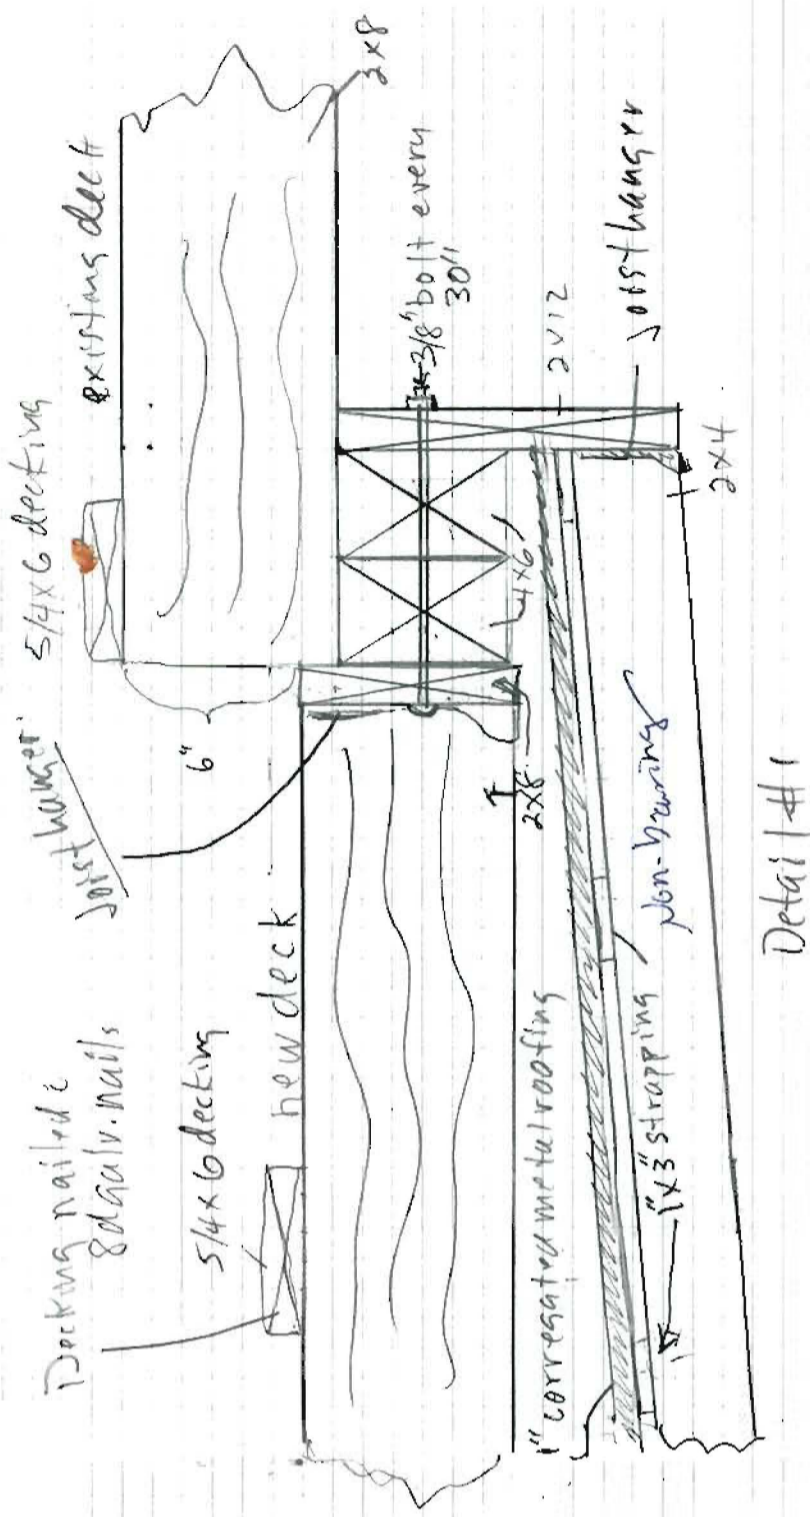 Decking nailed c̄
8d galv. nails
5/4x6 decking
new deck
Joist hanger
6"
5/4x6 decking
existing deck
2x8
3/8" bolt every
30"
4x6
2x8
2x12
Joist hanger
2x4
1" corregated metal roofing
1"x3" strapping
Non-bearing
Detail #1